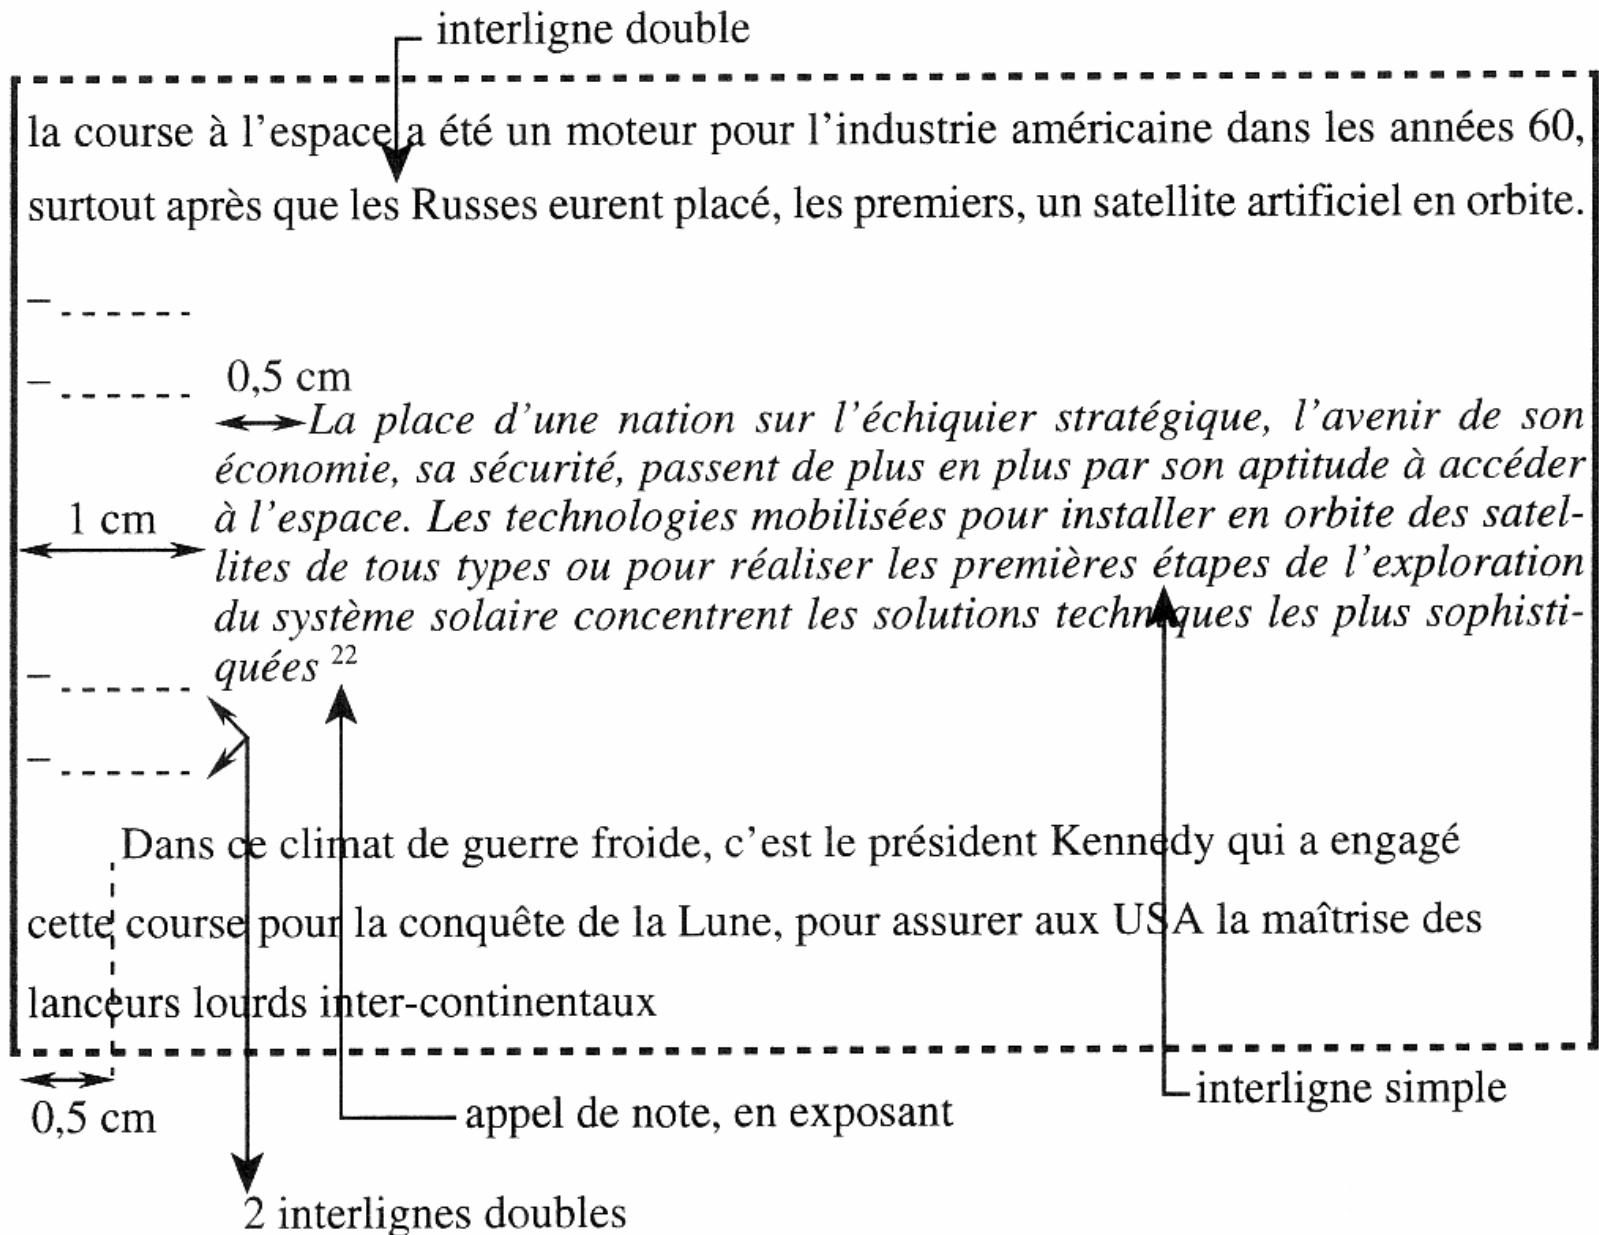 interligne double
la course à l'espace a été un moteur pour l'industrie américaine dans les années 60,
surtout après que les Russes eurent placé, les premiers, un satellite artificiel en orbite.
0,5 cm
La place d'une nation sur l'échiquier stratégique, l'avenir de son
économie, sa sécurité, passent de plus en plus par son aptitude à accéder
1 cm
à l'espace. Les technologies mobilisées pour installer en orbite des satel-
lites de tous types ou pour réaliser les premières étapes de l'exploration
du système solaire concentrent les solutions techniques les plus sophisti-
quées 22
Dans ce climat de guerre froide, c'est le président Kennedy qui a engagé
cette course pour la conquête de la Lune, pour assurer aux USA la maîtrise des
lanceurs lourds inter-continentaux
interligne simple
0,5 cm
appel de note, en exposant
2 interlignes doubles